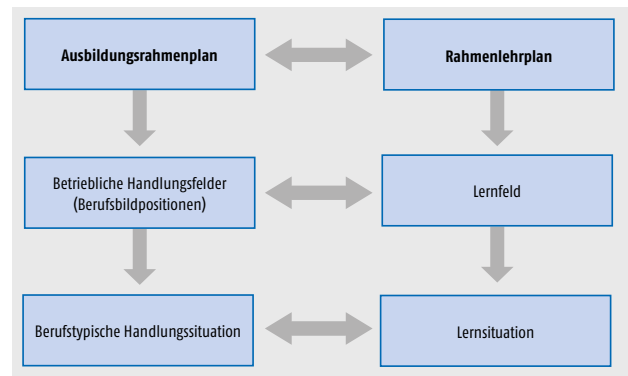 Ausbildungsrahmenplan
Rahmenlehrplan
Betriebliche Handlungsfelder
(Berufsbildpositionen)
Lernfeld
Berufstypische Handlungssituation
Lernsituation